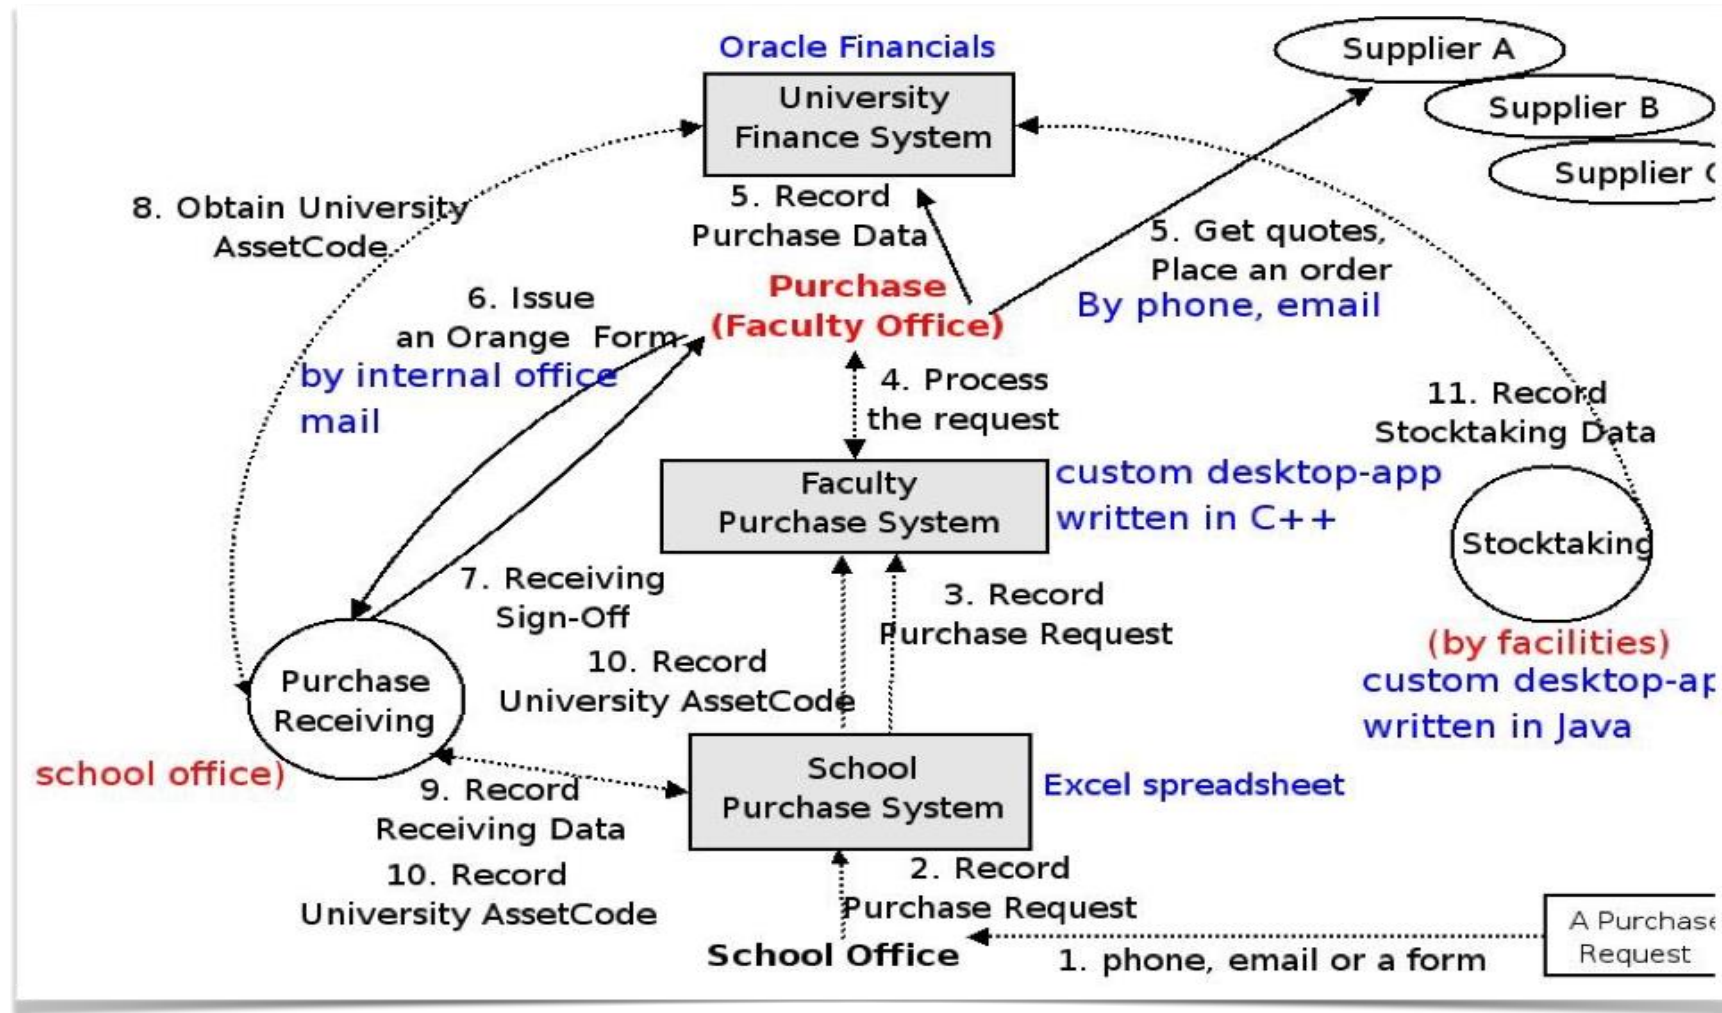 Oracle Financials
University
Finance System
Supplier A
Supplier B
Supplier
8. Obtain University
AssetCode
5. Record
Purchase Data
5. Get quotes,
Place an order
By phone, email
6. Issue
an Orange Form
by internal office
mail
Purchase
(Faculty Office)
4. Process
the request
11. Record
Stocktaking Data
Faculty
Purchase System
custom desktop-app
written in C++
Stocktaking
(by facilities)
custom desktop-ap
written in Java
7. Receiving
Sign-Off
3. Record
Purchase Request
10. Record
University AssetCode
Purchase
Receiving
school office)
9. Record
Receiving Data
10. Record
University AssetCode
School
Purchase System
Excel spreadsheet
2. Record
Purchase Request
School Office
1. phone, email or a form
A Purchase
Request